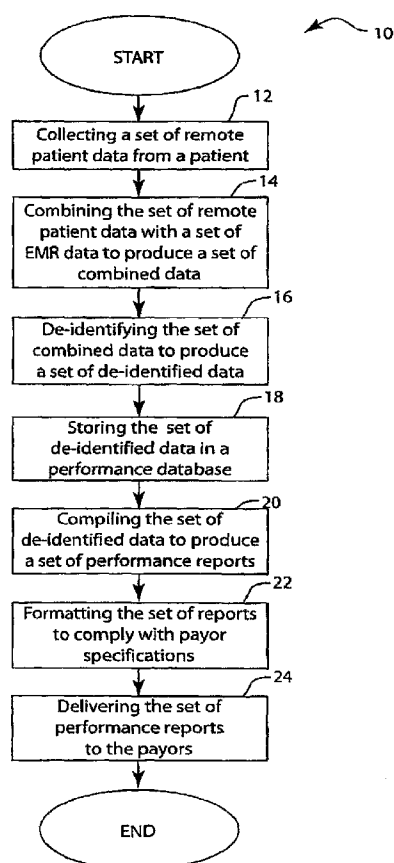 10
START
12
Collecting a set of remote
patient data from a patient
14
Combining the set of remote
patient data with a set of
EMR data to produce a set of
combined data
16
De-identifying the set of
combined data to produce
a set of de-identified data
18
Storing the set of
de-identified data in a
performance database
20
Compiling the set of
de-identified data to produce
a set of performance reports
22
Formatting the set of reports
to comply with payor
specifications
24
Delivering the set of
performance reports
to the payors
END